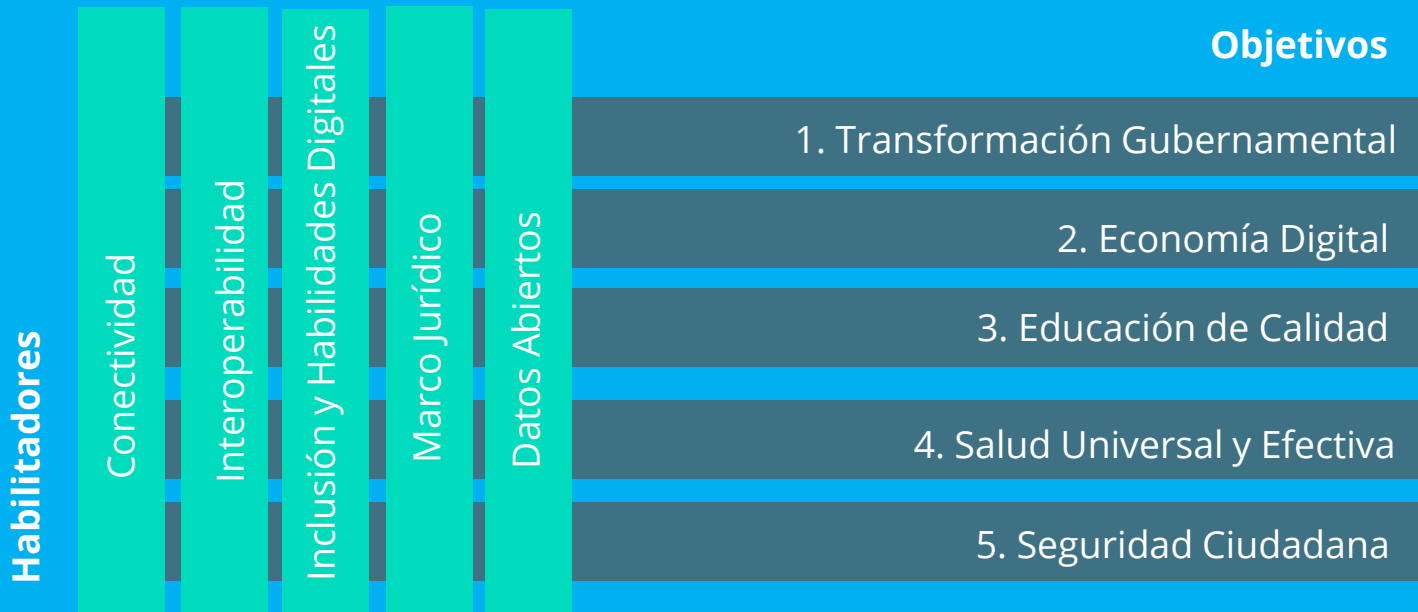 Objetivos
1. Transformación Gubernamental
2. Economía Digital
3. Educación de Calidad
4. Salud Universal y Efectiva
5. Seguridad Ciudadana
Habilitadores
Conectividad
Interoperabilidad
Inclusión y Habilidades Digitales
Marco Jurídico
Datos Abiertos